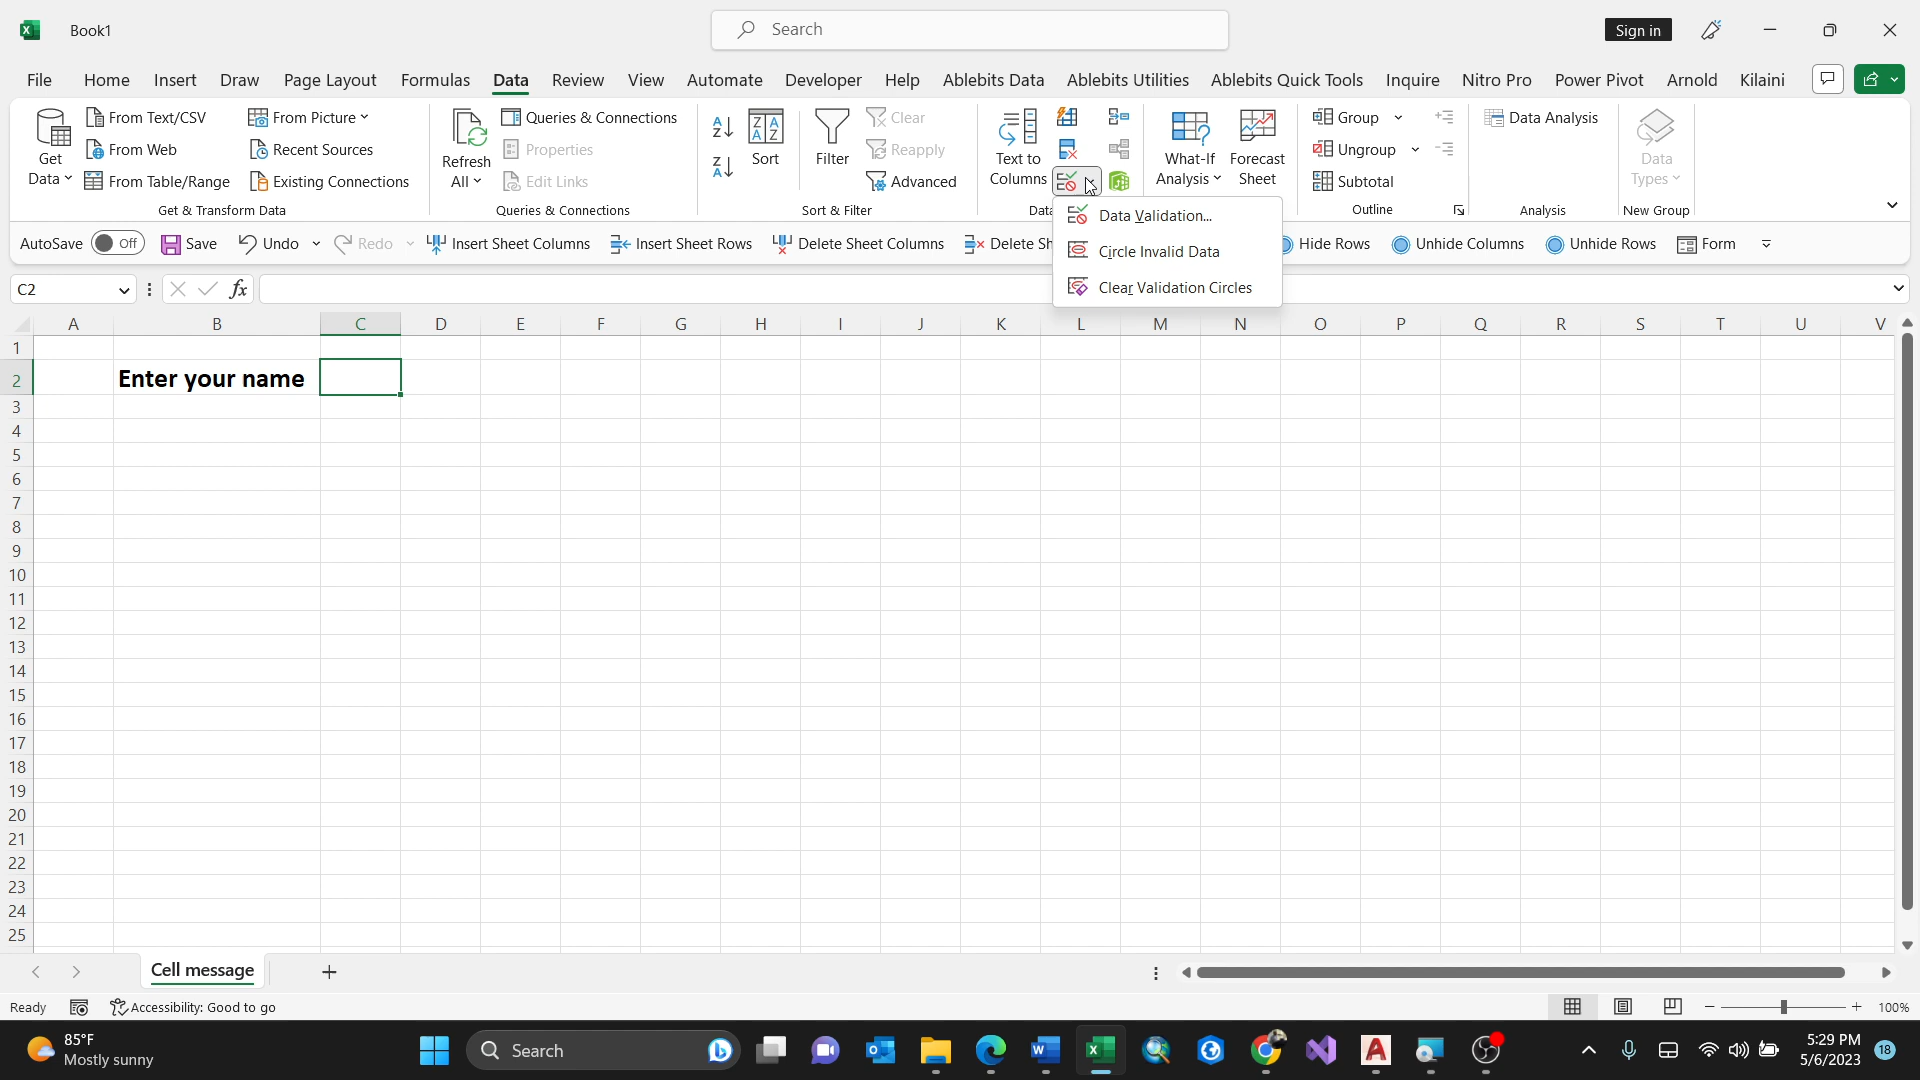 Book1
Search
Sign in
File Home Insert Draw Page Layout Formulas Data Review View Automate Developer Help Ablebits Data Ablebits Utilities Ablebits Quick Tools Inquire Nitro Pro Power Pivot Arnold Kilaini
Get Data
From Text/CSV
From Web
From Table/Range
From Picture
Recent Sources
Existing Connections
Get & Transform Data
Refresh All
Queries & Connections
Properties
Edit Links
Queries & Connections
Sort
Filter
Clear
Reapply
Advanced
Sort & Filter
Text to Columns
What-If Analysis
Forecast Sheet
Group
Ungroup
Subtotal
Outline
Data Analysis
Analysis
Data Types
New Group
AutoSave Off Save Undo Redo Insert Sheet Columns Insert Sheet Rows Delete Sheet Columns Hide Rows Unhide Columns Unhide Rows Form
Data Validation...
Circle Invalid Data
Clear Validation Circles
C2
fx
A B C D E F G H I J K L M N O P Q R S T U V
1
2 Enter your name
3
4
5
6
7
8
9
10
11
12
13
14
15
16
17
18
19
20
21
22
23
24
25
Cell message
Ready Accessibility: Good to go 100%
85°F
Mostly sunny
Search
5:29 PM
5/6/2023
18